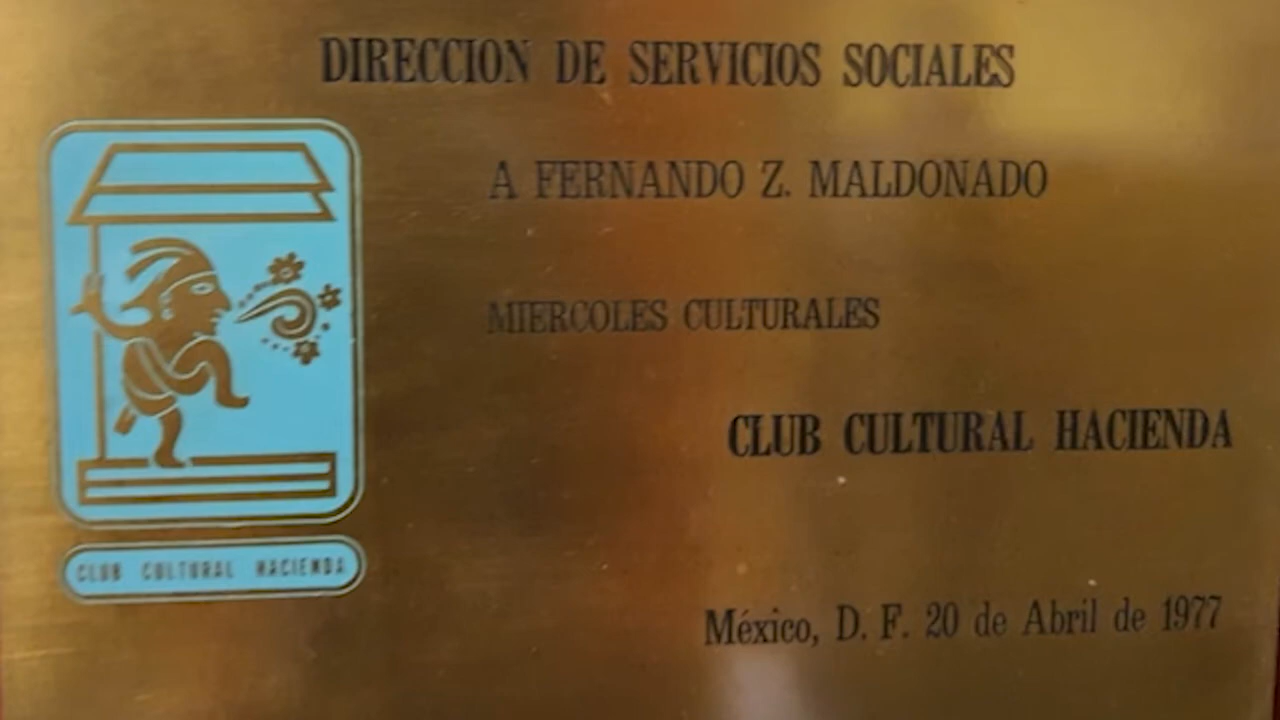 DIRECCION DE SERVICIOS SOCIALES
A FERNANDO Z. MALDONADO
MIERCOLES CULTURALES
CLUB CULTURAL HACIENDA
CLUB CULTURAL HACIENDA
México, D. F. 20 de Abril de 1977